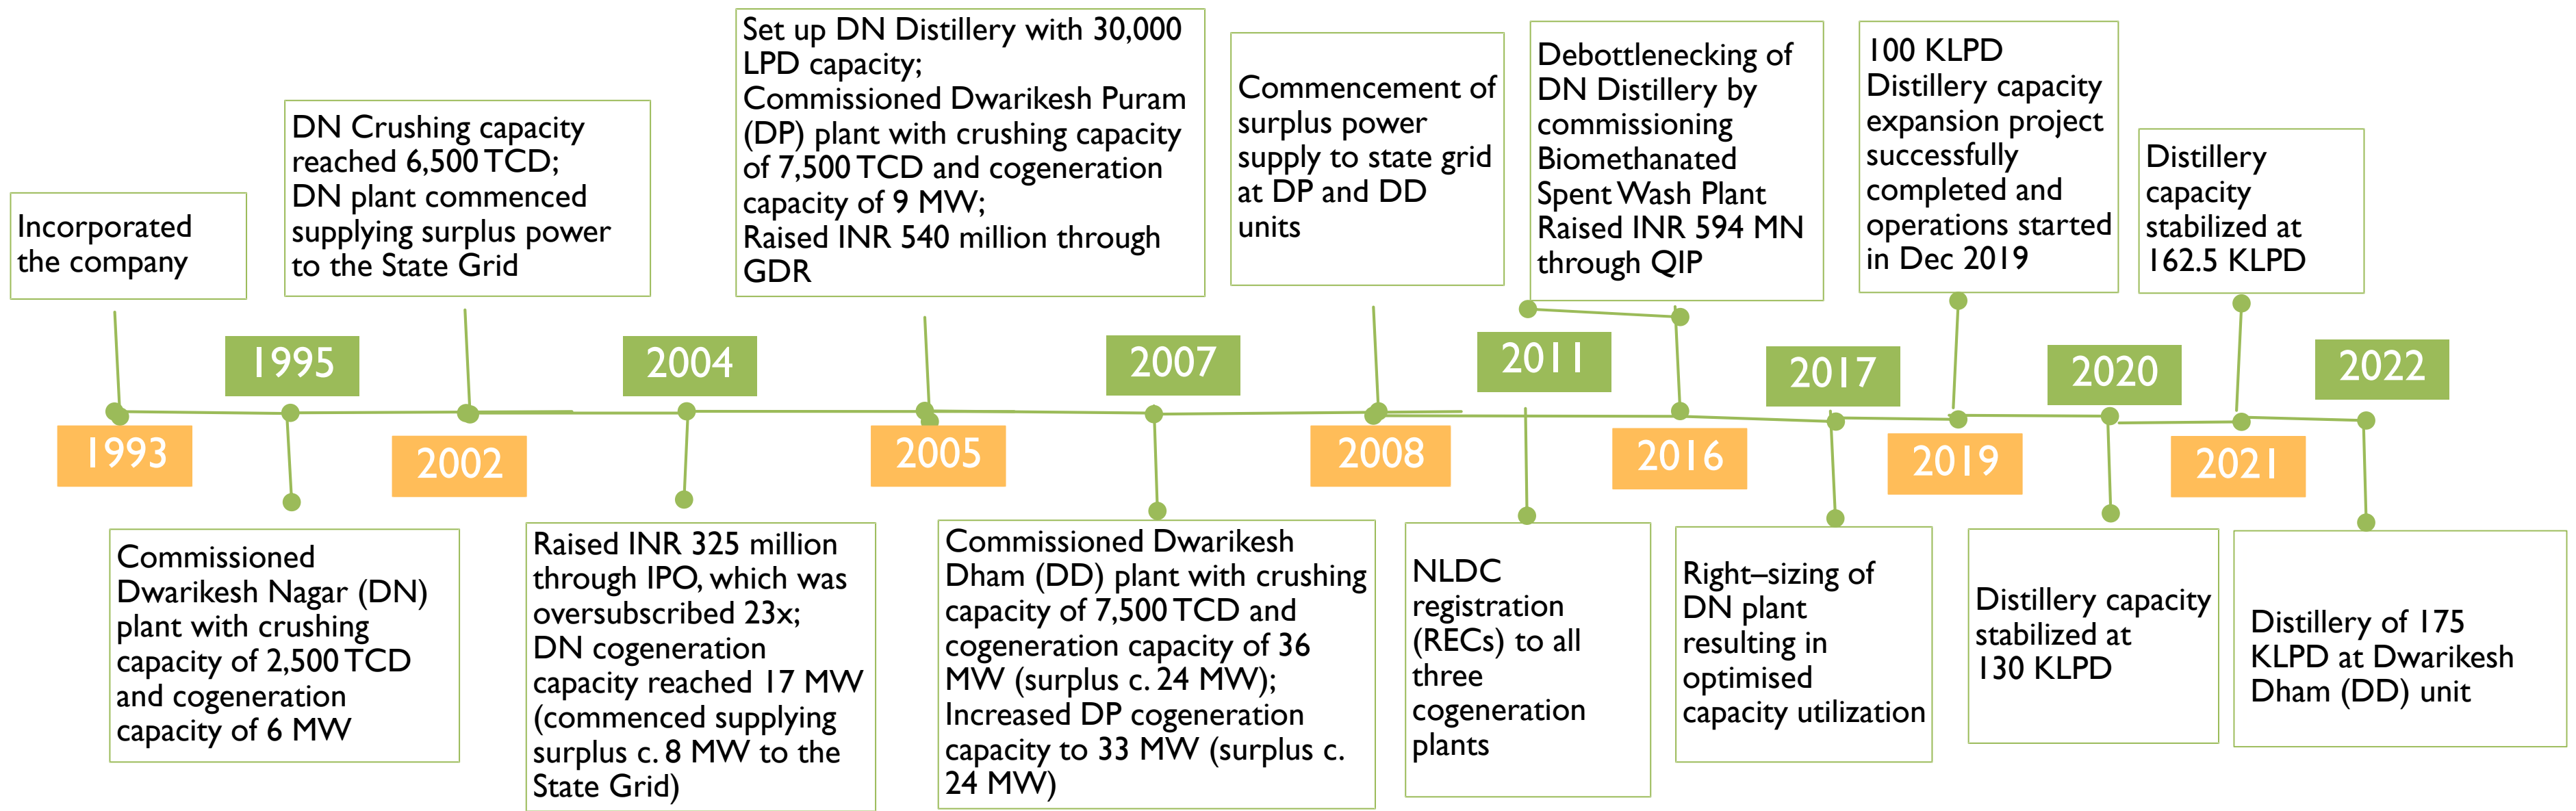 Incorporated
the company
1993
1995
Commissioned
Dwarikesh Nagar (DN)
plant with crushing
capacity of 2,500 TCD
and cogeneration
capacity of 6 MW
DN Crushing capacity
reached 6,500 TCD;
DN plant commenced
supplying surplus power
to the State Grid
2002
2004
Raised INR 325 million
through IPO, which was
oversubscribed 23x;
DN cogeneration
capacity reached 17 MW
(commenced supplying
surplus c. 8 MW to the
State Grid)
Set up DN Distillery with 30,000
LPD capacity;
Commissioned Dwarikesh Puram
(DP) plant with crushing capacity
of 7,500 TCD and cogeneration
capacity of 9 MW;
Raised INR 540 million through
GDR
2005
2007
Commissioned Dwarikesh
Dham (DD) plant with crushing
capacity of 7,500 TCD and
cogeneration capacity of 36
MW (surplus c. 24 MW);
Increased DP cogeneration
capacity to 33 MW (surplus c.
24 MW)
Commencement of
surplus power
supply to state grid
at DP and DD
units
2008
2011
NLDC
registration
(RECs) to all
three
cogeneration
plants
Debottlenecking of
DN Distillery by
commissioning
Biomethanated
Spent Wash Plant
Raised INR 594 MN
through QIP
2016
2017
Right–sizing of
DN plant
resulting in
optimised
capacity utilization
100 KLPD
Distillery capacity
expansion project
successfully
completed and
operations started
in Dec 2019
2019
2020
Distillery capacity
stabilized at
130 KLPD
Distillery
capacity
stabilized at
162.5 KLPD
2021
2022
Distillery of 175
KLPD at Dwarikesh
Dham (DD) unit